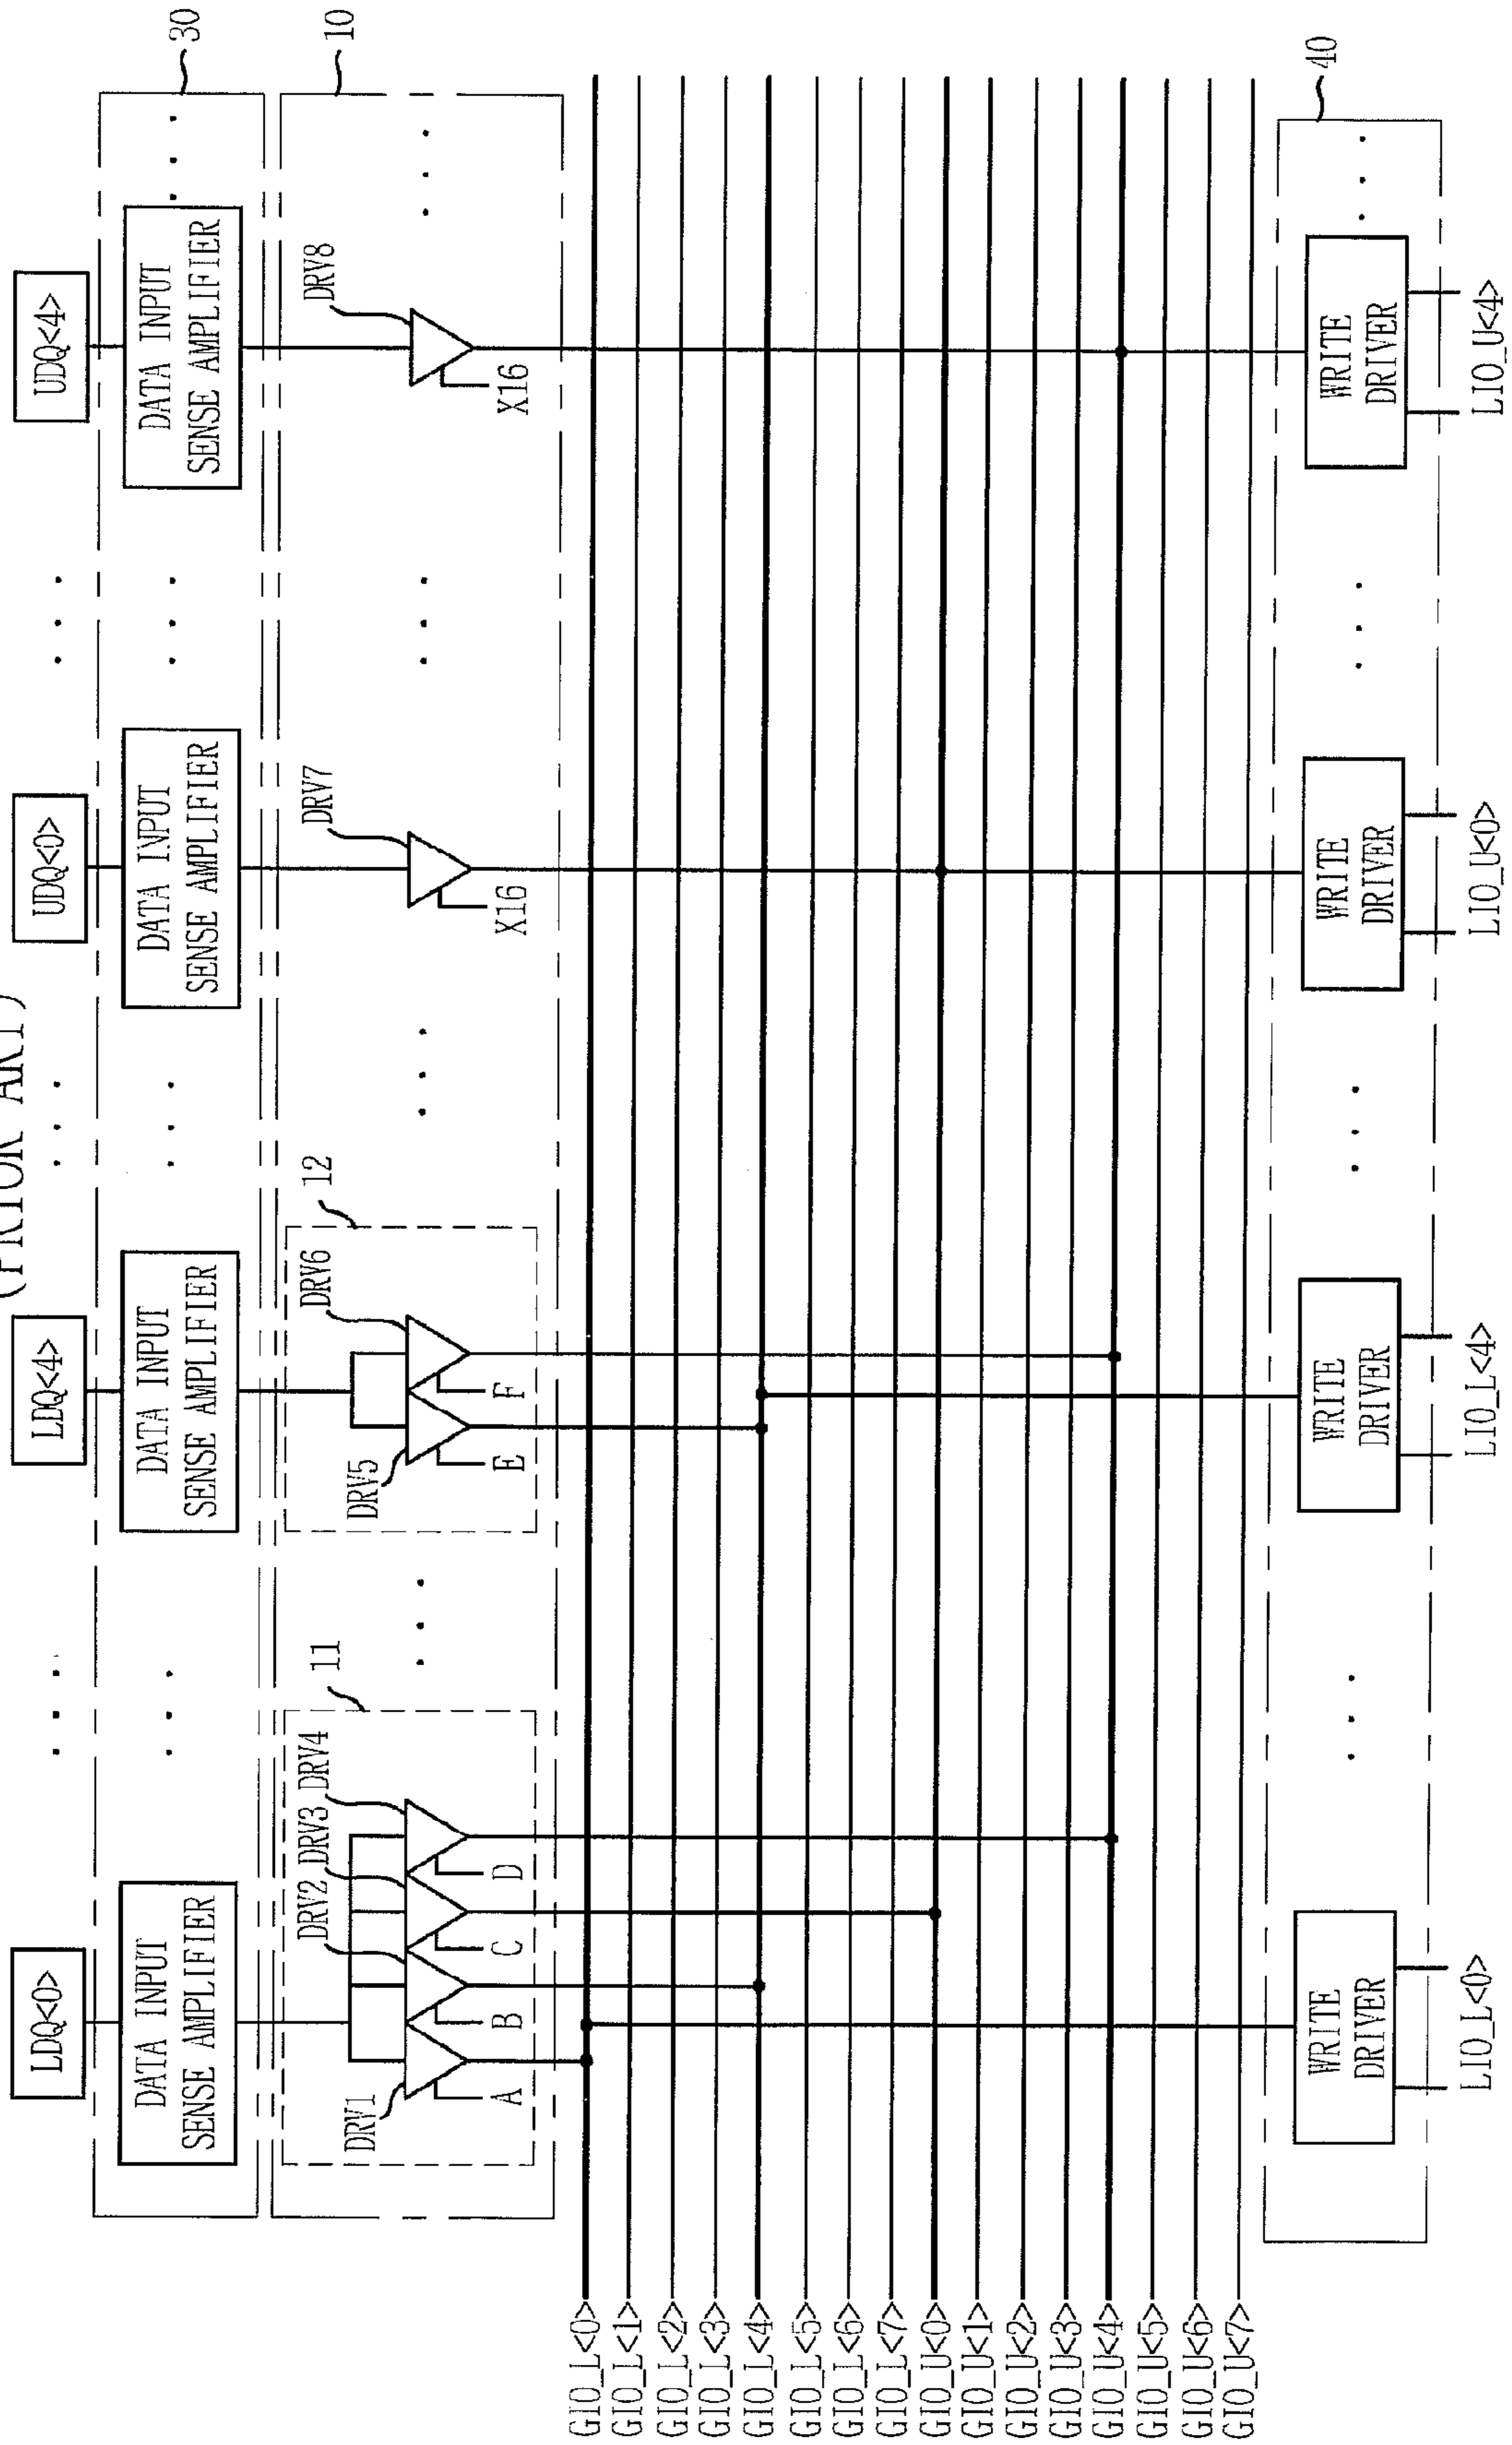 (PRIOR ART)
LDQ<0>
LDQ<4>
UDQ<0>
UDQ<4>
30
DATA INPUT
SENSE AMPLIFIER
DATA INPUT
SENSE AMPLIFIER
DATA INPUT
SENSE AMPLIFIER
DATA INPUT
SENSE AMPLIFIER
10
11
12
DRV1
DRV2
DRV3
DRV4
DRV5
DRV6
DRV7
DRV8
A
B
C
D
E
F
X16
X16
GIO_L<0>
GIO_L<1>
GIO_L<2>
GIO_L<3>
GIO_L<4>
GIO_L<5>
GIO_L<6>
GIO_L<7>
GIO_U<0>
GIO_U<1>
GIO_U<2>
GIO_U<3>
GIO_U<4>
GIO_U<5>
GIO_U<6>
GIO_U<7>
40
WRITE
DRIVER
WRITE
DRIVER
WRITE
DRIVER
WRITE
DRIVER
LIO_L<0>
LIO_L<4>
LIO_U<0>
LIO_U<4>